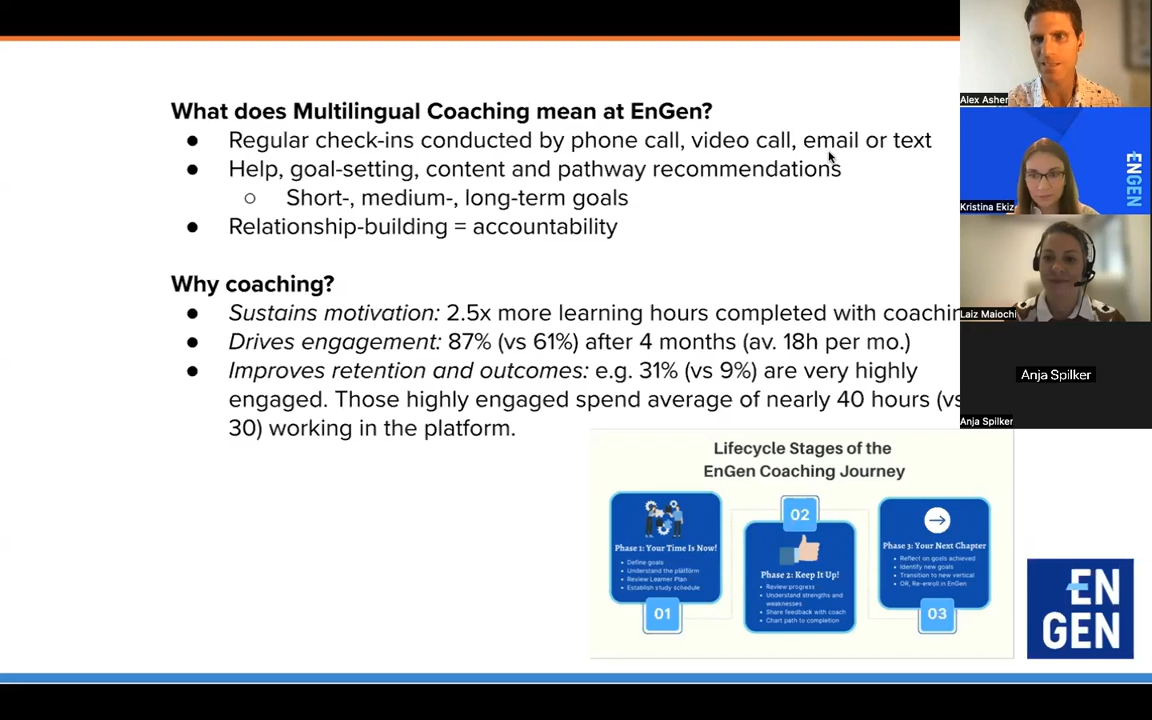 What does Multilingual Coaching mean at EnGen?
● Regular check-ins conducted by phone call, video call, email or text
● Help, goal-setting, content and pathway recommendations
○ Short-, medium-, long-term goals
● Relationship-building = accountability
Why coaching?
● Sustains motivation: 2.5x more learning hours completed with coachin
● Drives engagement: 87% (vs 61%) after 4 months (av. 18h per mo.)
● Improves retention and outcomes: e.g. 31% (vs 9%) are very highly
engaged. Those highly engaged spend average of nearly 40 hours (vs
30) working in the platform.
Lifecycle Stages of the
EnGen Coaching Journey
Phase 1: Your Time Is Now!
• Define goals
• Understand the platform
• Review Learner Plan
• Establish study schedule
01
02
Phase 2: Keep It Up!
• Review progress
• Understand strengths and
weaknesses
• Share feedback with coach
• Chart path to completion
Phase 3: Your Next Chapter
• Reflect on goals achieved
• Identify new goals
• Transition to new vertical
• OR, Re-enroll in EnGen
03
EN
GEN
Alex Asher
ENGEN
Kristina Ekiz
Laiz Maiochi
Anja Spilker
Anja Spilker